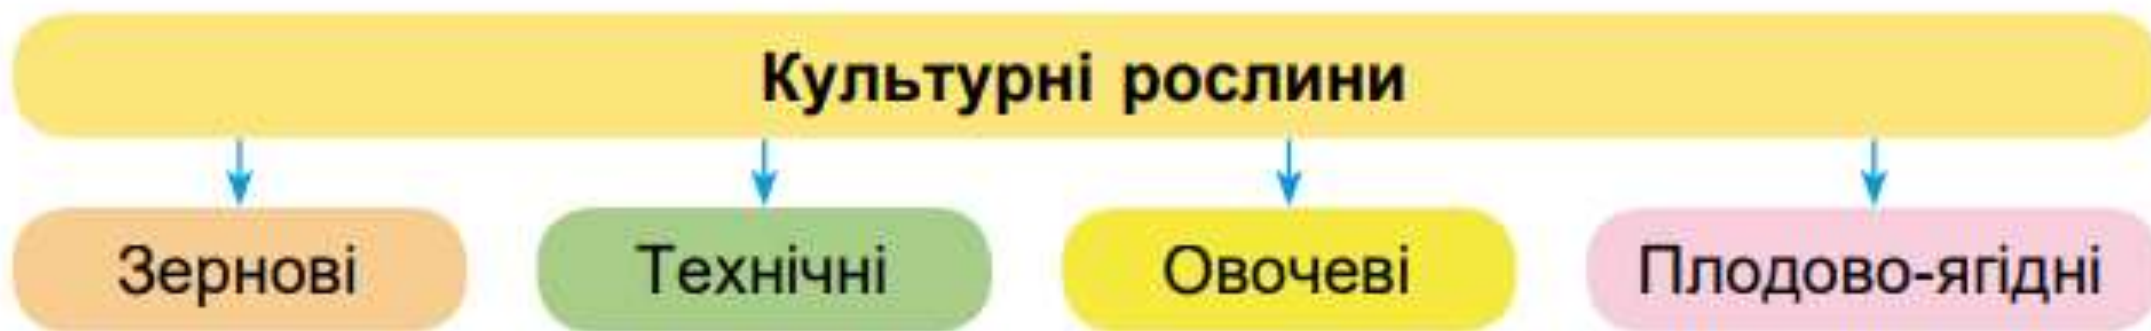 Культурні рослини
Зернові
Технічні
Овочеві
Плодово-ягідні